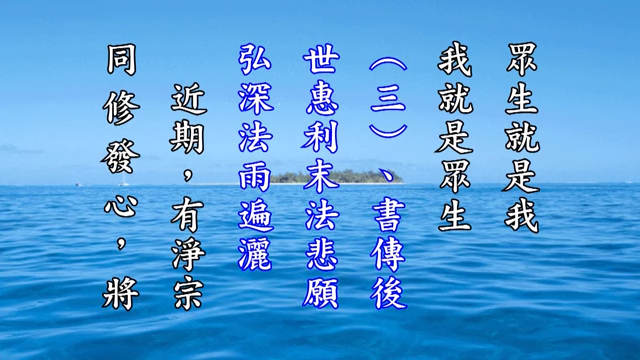 眾生就是我
我就是眾生
（三）、書傳後
世惠利末法悲願
弘深法雨遍灑
近期，有淨宗
同修發心，將